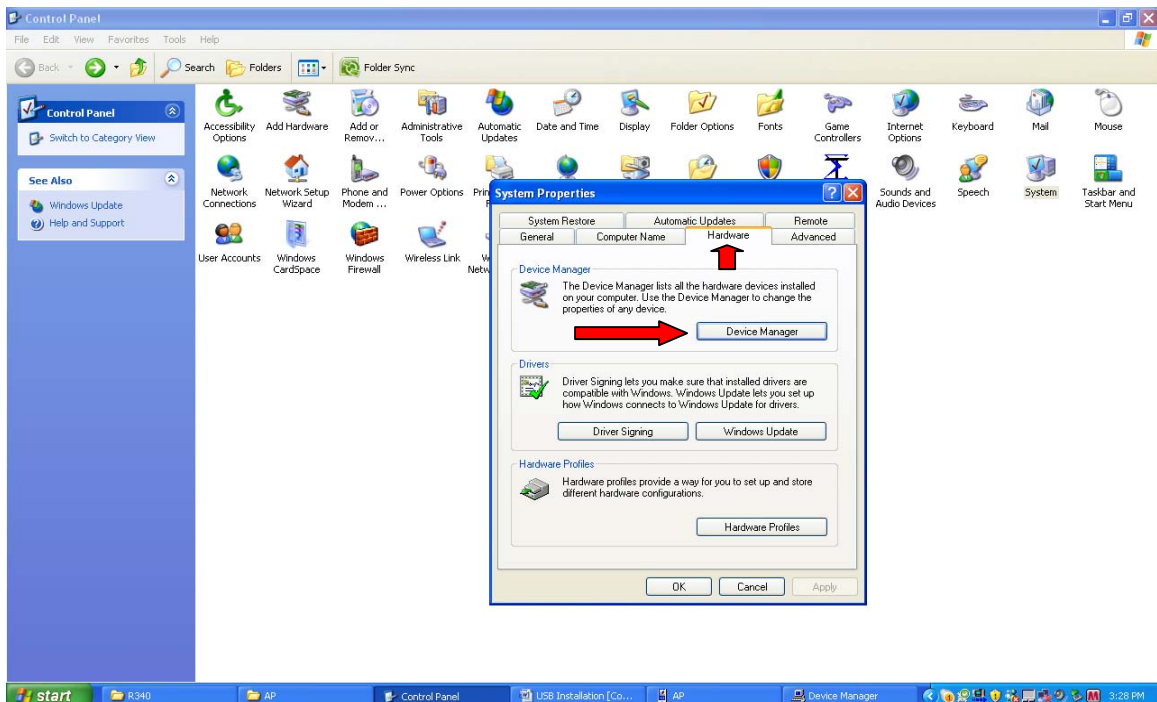 Control Panel
File Edit View Favorites Tools Help
Back Search Folders Folder Sync
Control Panel
Switch to Category View
See Also
Windows Update
Help and Support
Accessibility Options
Add Hardware
Add or Remov...
Administrative Tools
Automatic Updates
Date and Time
Display
Folder Options
Fonts
Game Controllers
Internet Options
Keyboard
Mail
Mouse
Network Connections
Network Setup Wizard
Phone and Modem ...
Power Options
Sounds and Audio Devices
Speech
System
Taskbar and Start Menu
User Accounts
Windows CardSpace
Windows Firewall
Wireless Link
System Properties
System Restore Automatic Updates Remote
General Computer Name Hardware Advanced
Device Manager
The Device Manager lists all the hardware devices installed
on your computer. Use the Device Manager to change the
properties of any device.
Device Manager
Drivers
Driver Signing lets you make sure that installed drivers are
compatible with Windows. Windows Update lets you set up
how Windows connects to Windows Update for drivers.
Driver Signing Windows Update
Hardware Profiles
Hardware profiles provide a way for you to set up and store
different hardware configurations.
Hardware Profiles
OK Cancel Apply
start R340 AP Control Panel USB Installation [Co... AP Device Manager 3:28 PM